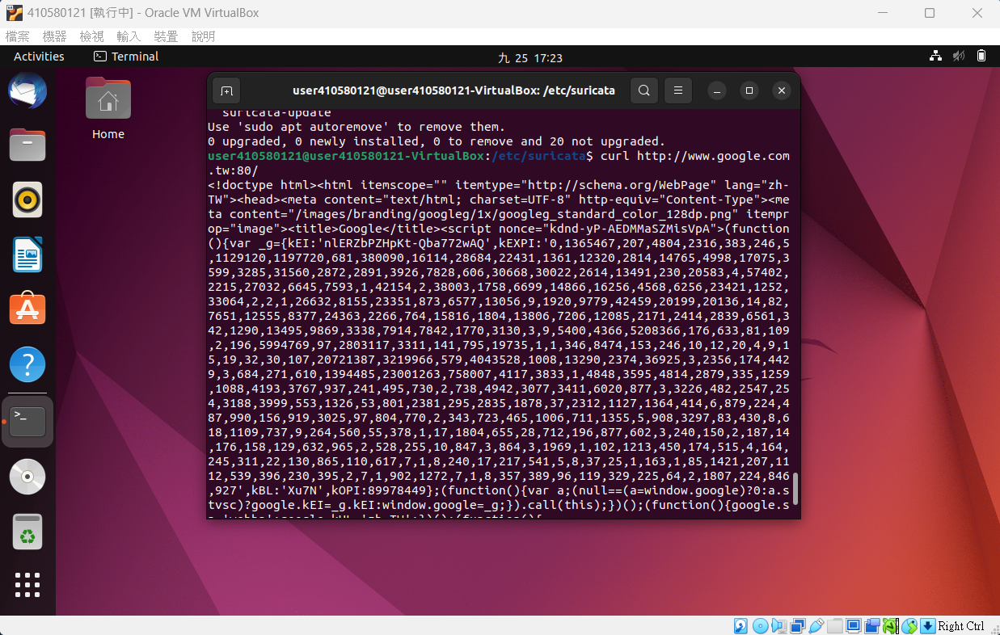 410580121 [執行中] - Oracle VM VirtualBox
檔案 機器 檢視 輸入 裝置 說明
Activities Terminal 九 25 17:23
Home
user410580121@user410580121-VirtualBox: /etc/suricata
suricata-update
Use 'sudo apt autoremove' to remove them.
0 upgraded, 0 newly installed, 0 to remove and 20 not upgraded.
user410580121@user410580121-VirtualBox:/etc/suricata$ curl http://www.google.com
.tw:80/
<!doctype html><html itemscope="" itemtype="http://schema.org/WebPage" lang="zh-
TW"><head><meta content="text/html; charset=UTF-8" http-equiv="Content-Type"><me
ta content="/images/branding/googleg/1x/googleg_standard_color_128dp.png" itempr
op="image"><title>Google</title><script nonce="kdnd-yP-AEDMMaSZMisVpA">(function
(){var _g={kEI:'nlERZbPZHpKt-Qba772wAQ',kEXPI:'0,1365467,207,4804,2316,383,246,5
,1129120,1197720,681,380090,16114,28684,22431,1361,12320,2814,14765,4998,17075,3
599,3285,31560,2872,2891,3926,7828,606,30668,30022,2614,13491,230,20583,4,57402,
2215,27032,6645,7593,1,42154,2,38003,1758,6699,14866,16256,4568,6256,23421,1252,
33064,2,2,1,26632,8155,23351,873,6577,13056,9,1920,9779,42459,20199,20136,14,82,
7651,12555,8377,24363,2266,764,15816,1804,13806,7206,12085,2171,2414,2839,6561,3
42,1290,13495,9869,3338,7914,7842,1770,3130,3,9,5400,4366,5208366,176,633,81,109
,2,196,5994769,97,2803117,3311,141,795,19735,1,1,346,8474,153,246,10,12,20,4,9,1
5,19,32,30,107,20721387,3219966,579,4043528,1008,13290,2374,36925,3,2356,174,442
9,3,684,271,610,1394485,23001263,758007,4117,3833,1,4848,3595,4814,2879,335,1259
,1088,4193,3767,937,241,495,730,2,738,4942,3077,3411,6020,877,3,3226,482,2547,25
4,3188,3999,553,1326,53,801,2381,295,2835,1878,37,2312,1127,1364,414,6,879,224,4
87,990,156,919,3025,97,804,770,2,343,723,465,1006,711,1355,5,908,3297,83,430,8,6
18,1109,737,9,264,560,55,378,1,17,1804,655,28,712,196,877,602,3,240,150,2,187,14
,176,158,129,632,965,2,528,255,10,847,3,864,3,1969,1,102,1213,450,174,515,4,164,
245,311,22,130,865,110,617,7,1,8,240,17,217,541,5,8,37,25,1,163,1,85,1421,207,11
12,539,396,230,395,2,7,1,902,1272,7,1,8,357,389,96,119,329,225,64,2,1807,224,846
,927',kBL:'Xu7N',kOPI:89978449};(function(){var a;(null==(a=window.google)?0:a.s
tvsc)?google.kEI=_g.kEI:window.google=_g;}).call(this);})();(function(){google.s
Right Ctrl